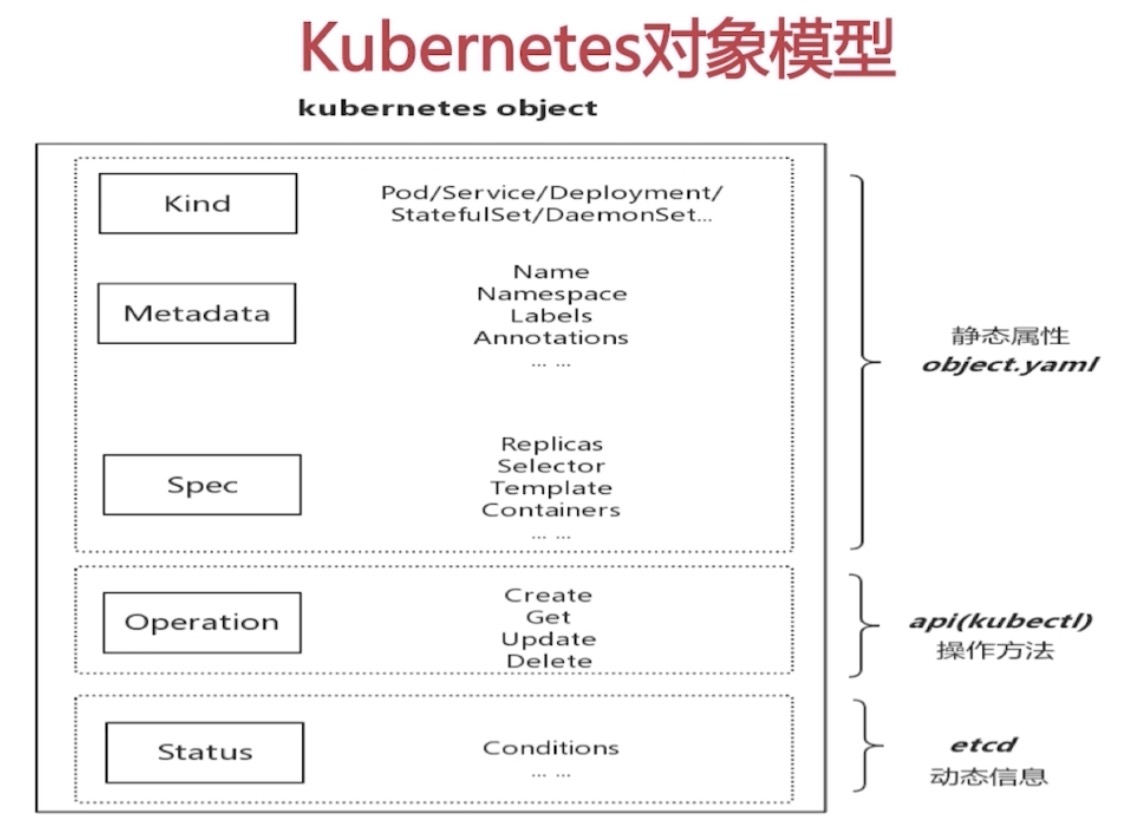 Kubernetes对象模型
kubernetes object
Kind
Pod/Service/Deployment/
StatefulSet/DaemonSet...
Metadata
Name
Namespace
Labels
Annotations
... ...
静态属性
object.yaml
Spec
Replicas
Selector
Template
Containers
... ...
Operation
Create
Get
Update
Delete
api(kubectl)
操作方法
Status
Conditions
... ...
etcd
动态信息